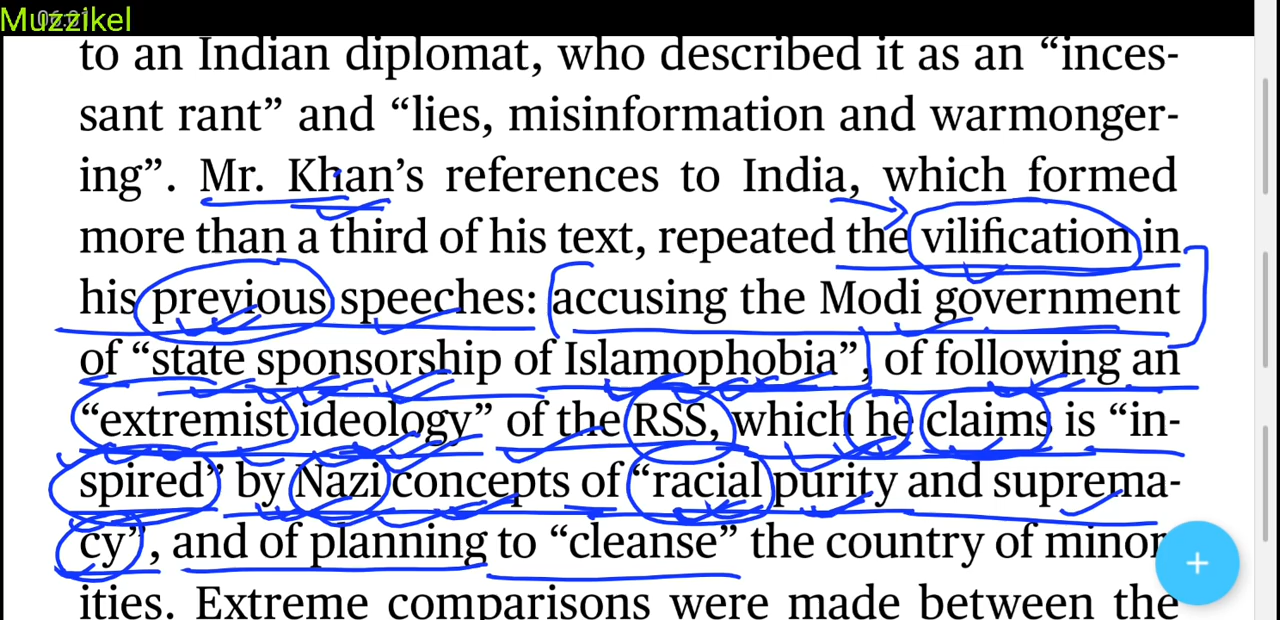 Muzzikel
to an Indian diplomat, who described it as an “inces-
sant rant” and “lies, misinformation and warmonger-
ing”. Mr. Khan’s references to India, which formed
more than a third of his text, repeated the vilification in
his previous speeches: accusing the Modi government
of “state sponsorship of Islamophobia”, of following an
“extremist ideology” of the RSS, which he claims is “in-
spired” by Nazi concepts of “racial purity and suprema-
cy”, and of planning to “cleanse” the country of minor
ities. Extreme comparisons were made between the